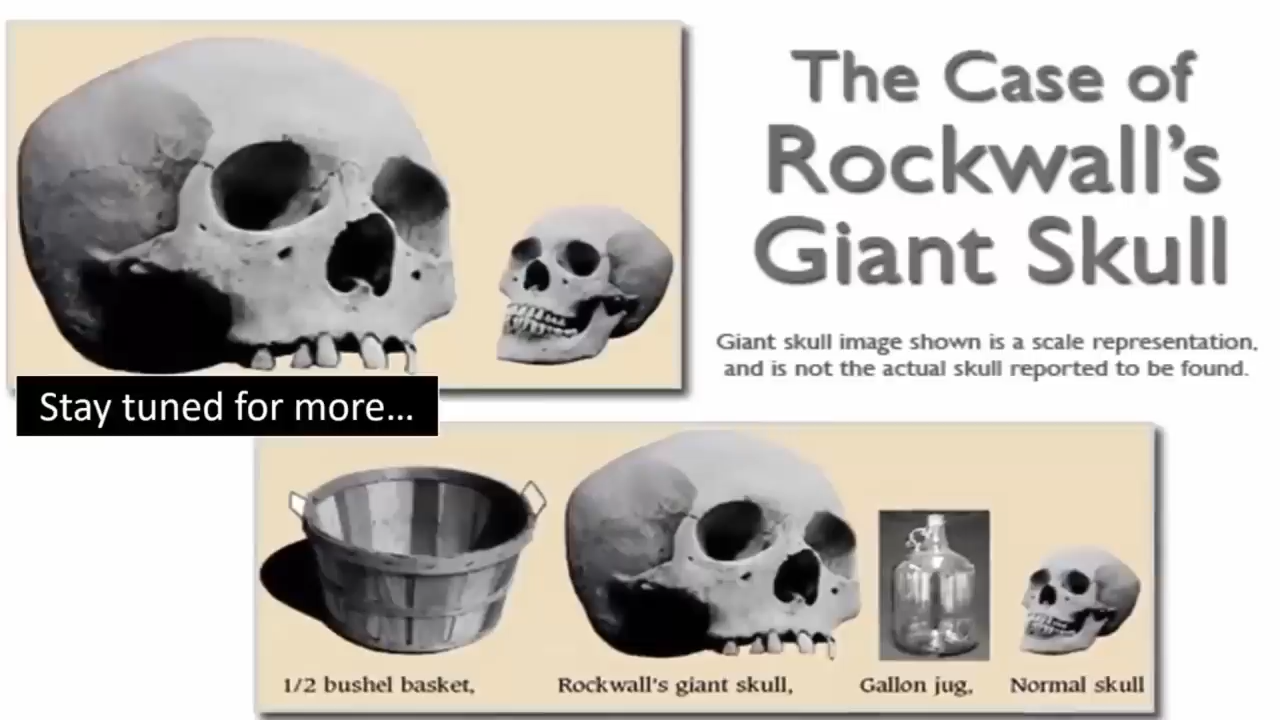 The Case of
Rockwall's
Giant Skull
Giant skull image shown is a scale representation,
and is not the actual skull reported to be found.
Stay tuned for more...
1/2 bushel basket,
Rockwall's giant skull,
Gallon jug,
Normal skull